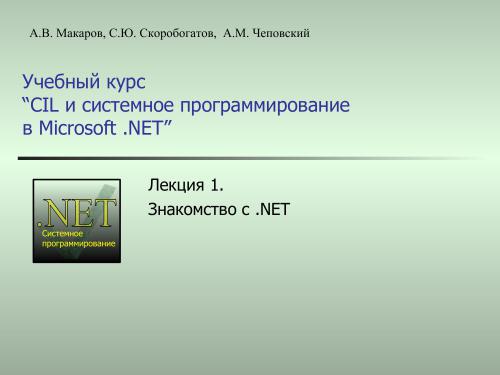 А.В. Макаров, С.Ю. Скоробогатов,  А.М. Чеповский
Учебный курс
“CIL и системное программирование
в Microsoft .NET”
Лекция 1.
Знакомство с .NET
.NET
Системное
программирование